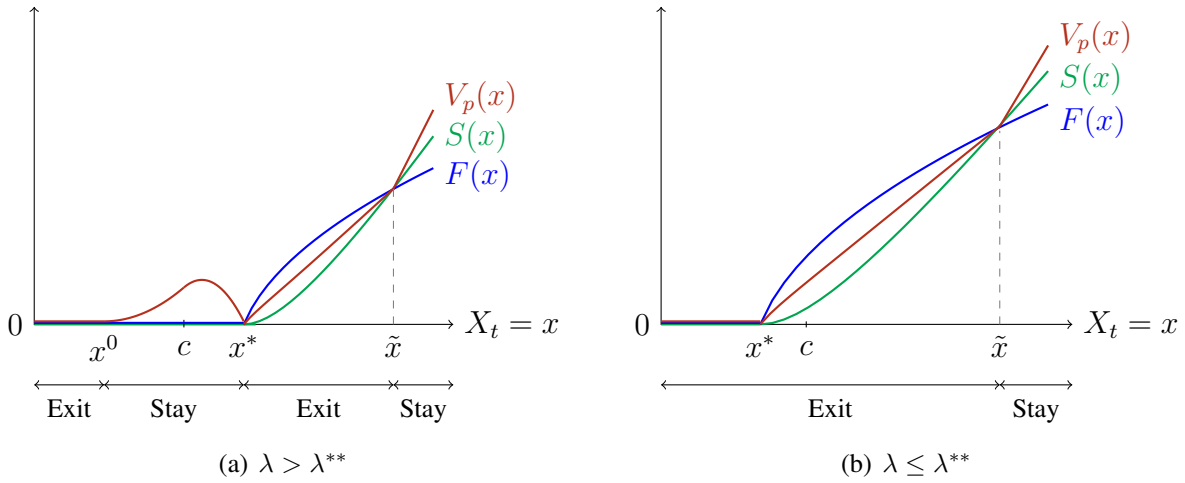 V_p(x)
S(x)
F(x)
0
X_t = x
x^0
c
x^*
x̃
Exit
Stay
Exit
Stay
(a) λ > λ^{**}
V_p(x)
S(x)
F(x)
0
X_t = x
x^*
c
x̃
Exit
Stay
(b) λ ≤ λ^{**}